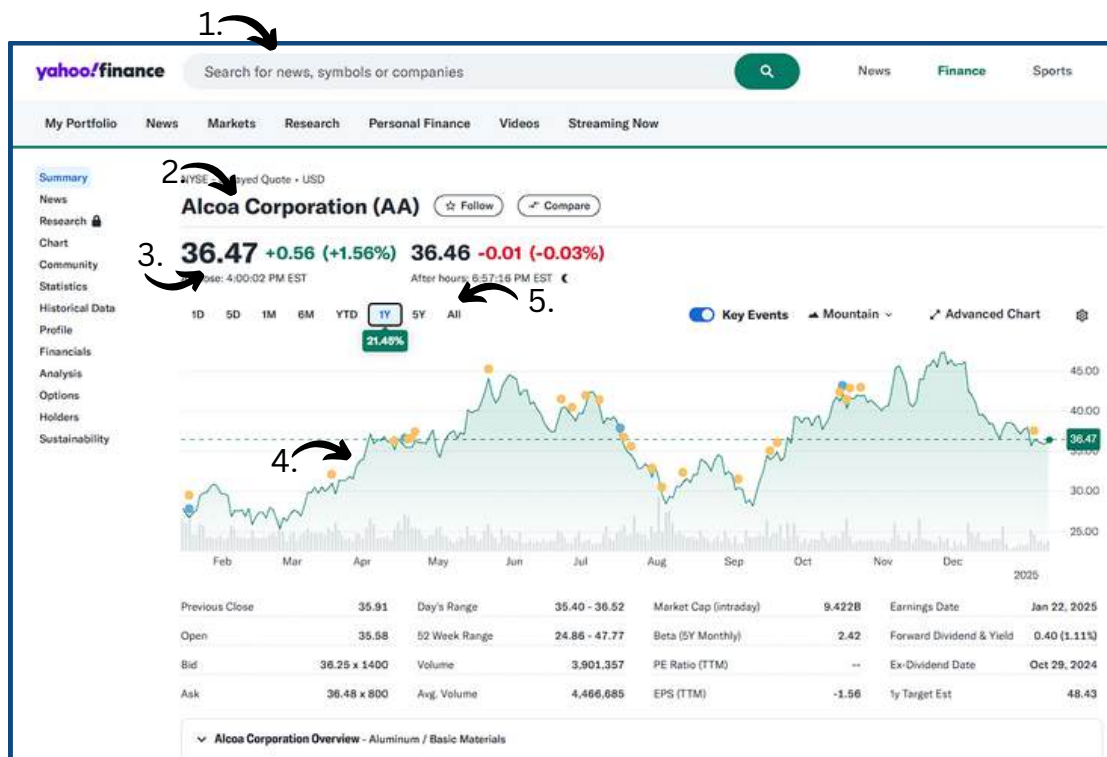 1.
yahoo!finance Search for news, symbols or companies News Finance Sports
My Portfolio News Markets Research Personal Finance Videos Streaming Now
Summary
News
Research
Chart
Community
Statistics
Historical Data
Profile
Financials
Analysis
Options
Holders
Sustainability
2.
NYSE - Quote • USD
Alcoa Corporation (AA) Follow Compare
3.
36.47 +0.56 (+1.56%) 36.46 -0.01 (-0.03%)
4:00:02 PM EST After hours: 6:57:16 PM EST
5.
1D 5D 1M 6M YTD 1Y 5Y All Key Events Mountain Advanced Chart
21.48%
45.00
40.00
36.47
35.00
30.00
25.00
4.
Feb Mar Apr May Jun Jul Aug Sep Oct Nov Dec 2025
Previous Close 35.91 Day's Range 35.40 - 36.52 Market Cap (intraday) 9.422B Earnings Date Jan 22, 2025
Open 35.58 52 Week Range 24.86 - 47.77 Beta (5Y Monthly) 2.42 Forward Dividend & Yield 0.40 (1.11%)
Bid 36.25 x 1400 Volume 3,901,357 PE Ratio (TTM) -- Ex-Dividend Date Oct 29, 2024
Ask 36.48 x 800 Avg. Volume 4,466,685 EPS (TTM) -1.56 1y Target Est 48.43
Alcoa Corporation Overview - Aluminum / Basic Materials